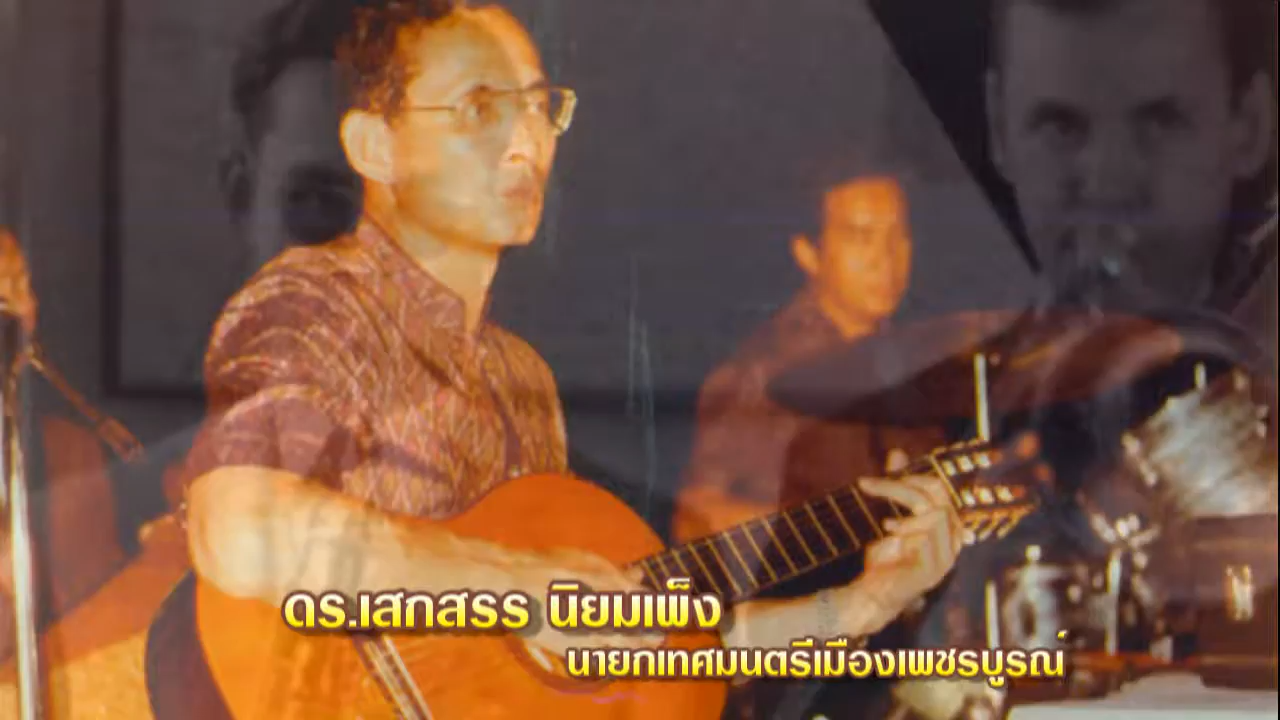 ดร.เสกสรร นิยมเพ็ง
นายกเทศมนตรีเมืองเพชรบูรณ์